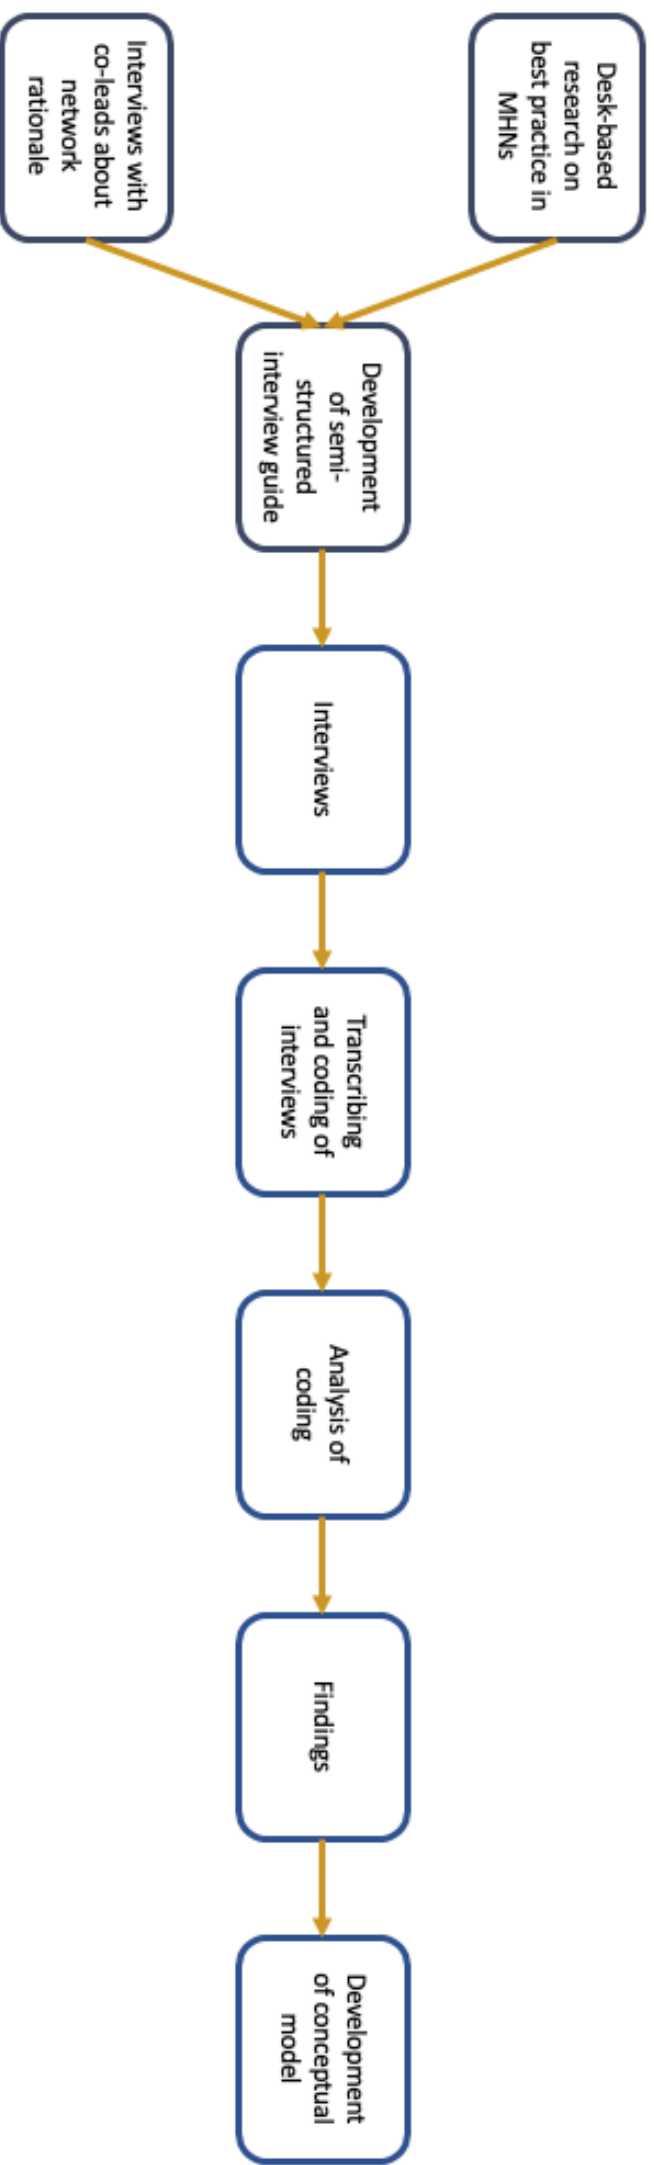 Desk-based
research on
best practice in
MHNs
Interviews with
co-leads about
network
rationale
Development
of semi-
structured
interview guide
Interviews
Transcribing
and coding of
interviews
Analysis of
coding
Findings
Development
of conceptual
model